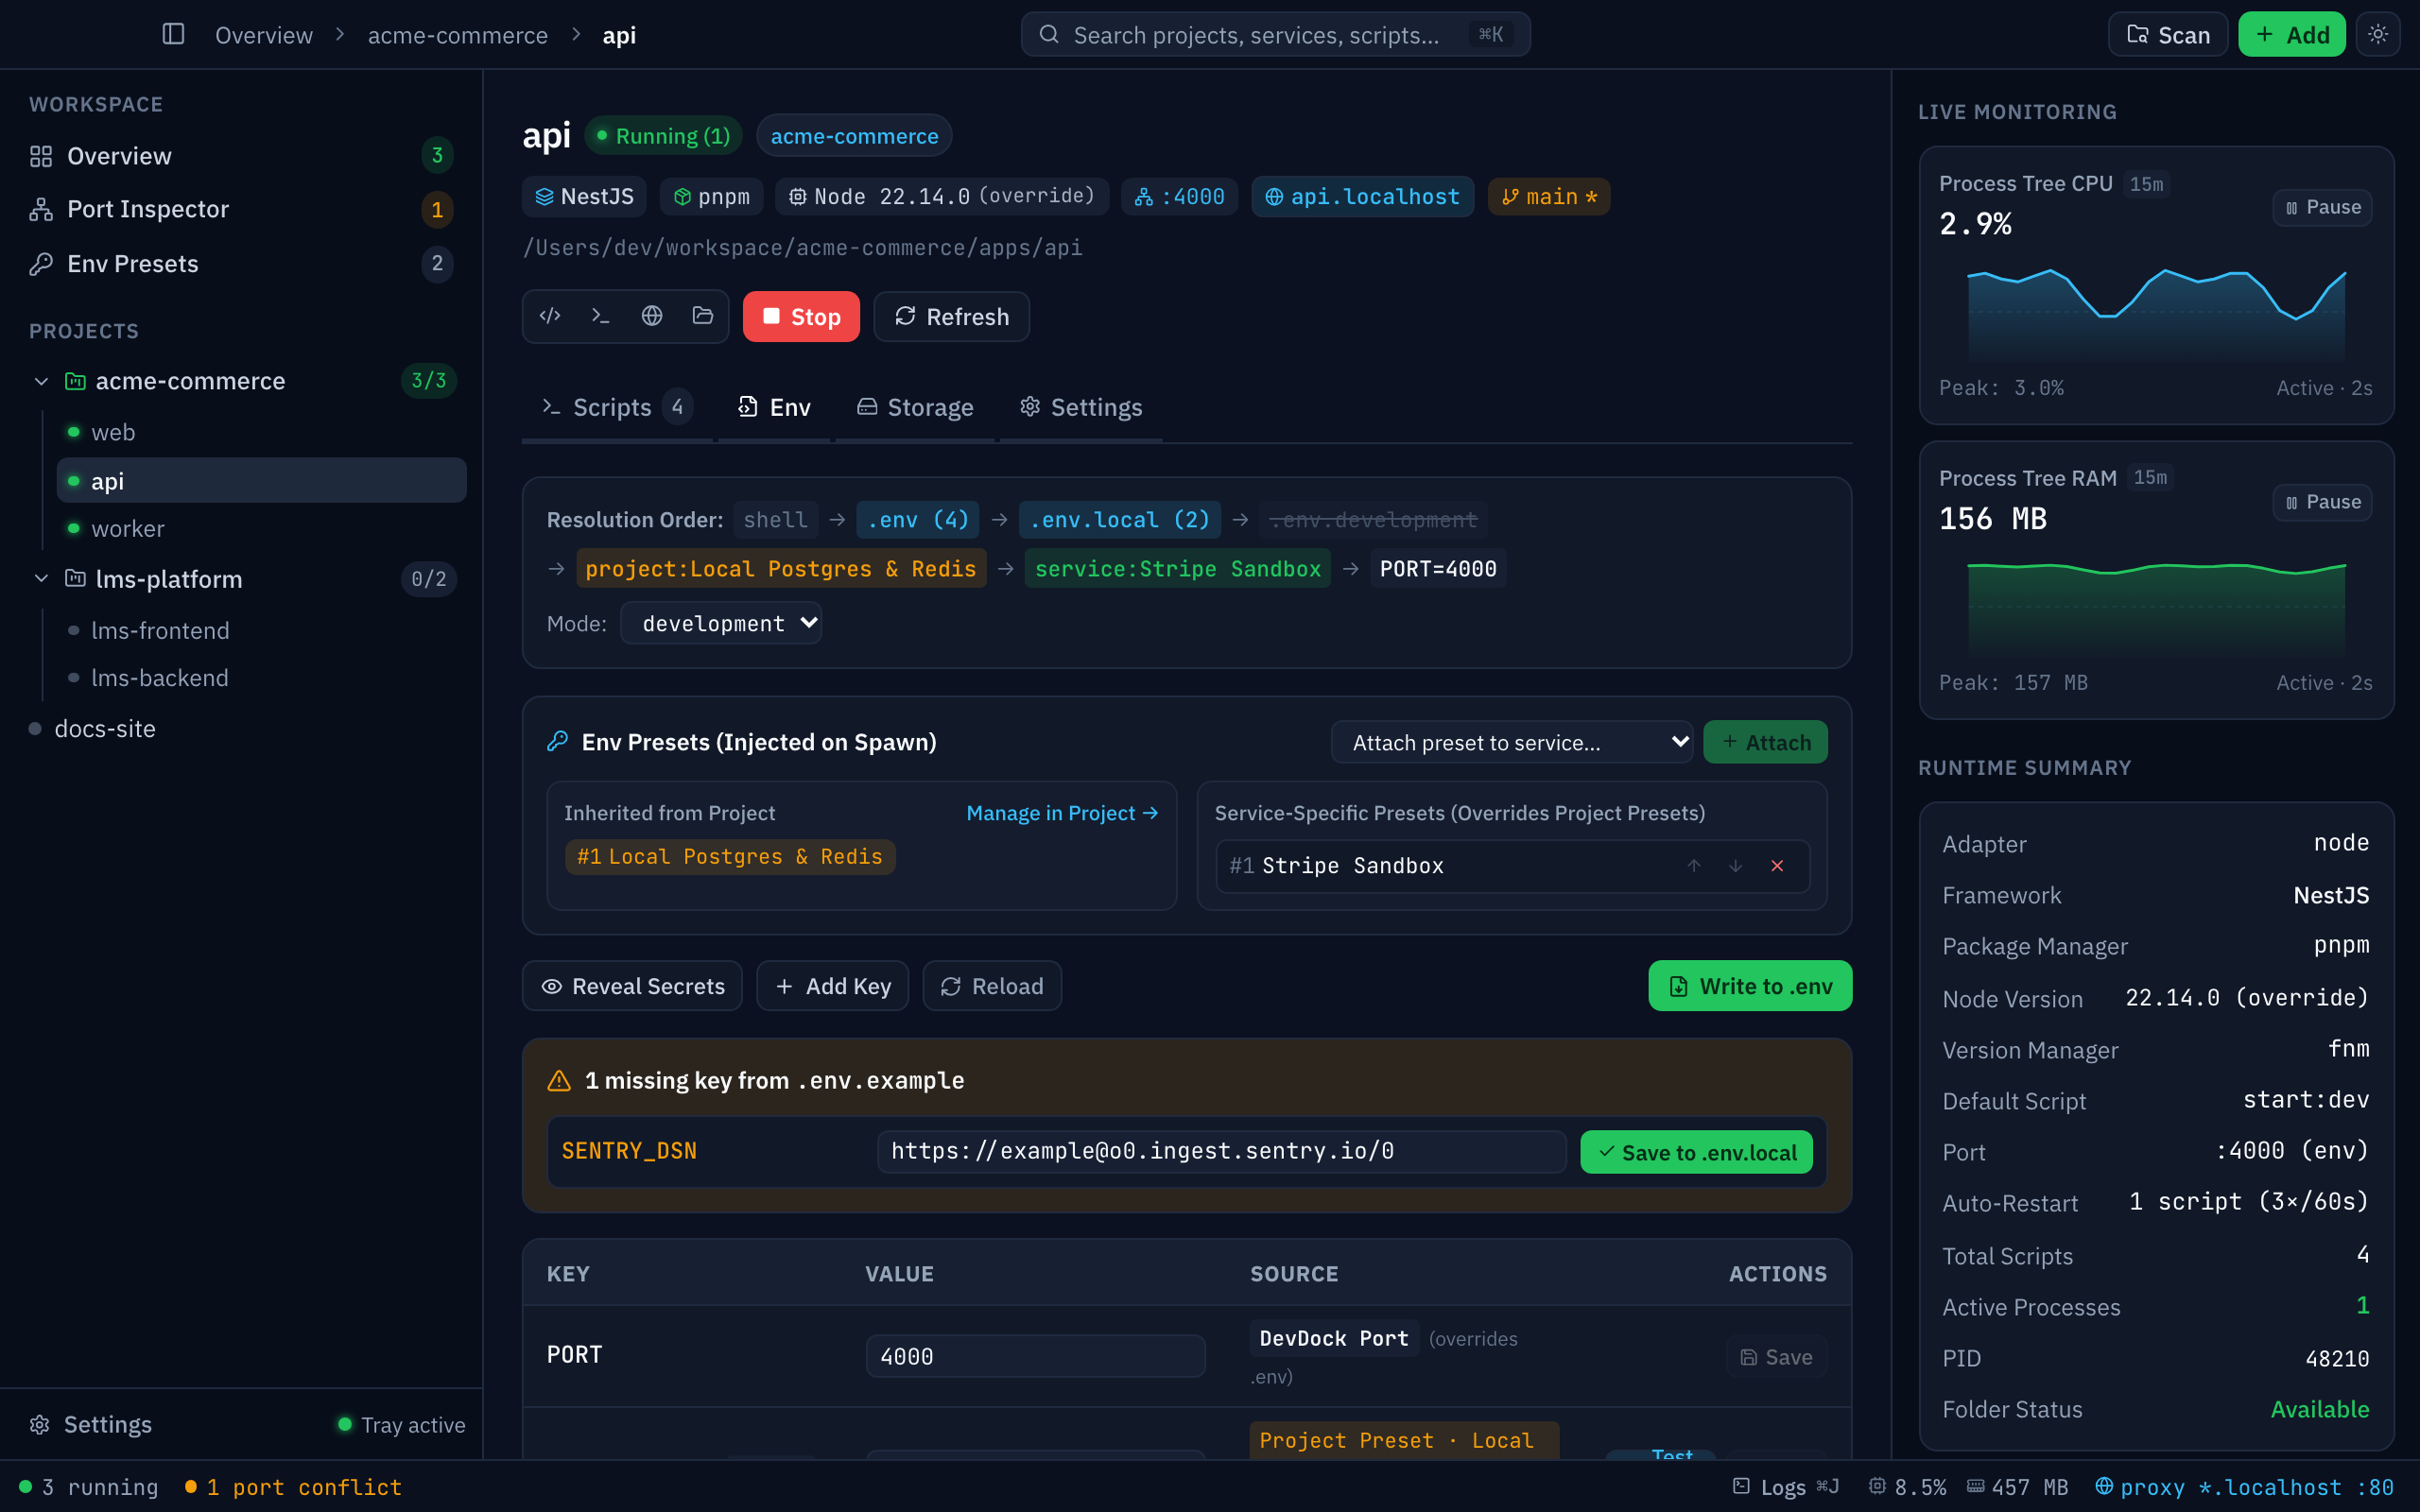 Overview > acme-commerce > api
Search projects, services, scripts... ⌘K
Scan
+ Add
WORKSPACE
Overview 3
Port Inspector 1
Env Presets 2
PROJECTS
acme-commerce 3/3
web
api
worker
lms-platform 0/2
lms-frontend
lms-backend
docs-site
Settings
Tray active
api Running (1) acme-commerce
NestJS pnpm Node 22.14.0 (override) :4000 api.localhost main *
/Users/dev/workspace/acme-commerce/apps/api
Stop Refresh
Scripts 4 Env Storage Settings
Resolution Order: shell → .env (4) → .env.local (2) → .env.development
→ project:Local Postgres & Redis → service:Stripe Sandbox → PORT=4000
Mode: development
Env Presets (Injected on Spawn) Attach preset to service... + Attach
Inherited from Project Manage in Project →
#1 Local Postgres & Redis
Service-Specific Presets (Overrides Project Presets)
#1 Stripe Sandbox ↑ ↓ ×
Reveal Secrets + Add Key Reload Write to .env
1 missing key from .env.example
SENTRY_DSN https://example@o0.ingest.sentry.io/0 Save to .env.local
KEY VALUE SOURCE ACTIONS
PORT 4000 DevDock Port (overrides
.env) Save
Project Preset · Local
Test
LIVE MONITORING
Process Tree CPU 15m
2.9% Pause
Peak: 3.0% Active · 2s
Process Tree RAM 15m
156 MB Pause
Peak: 157 MB Active · 2s
RUNTIME SUMMARY
Adapter node
Framework NestJS
Package Manager pnpm
Node Version 22.14.0 (override)
Version Manager fnm
Default Script start:dev
Port :4000 (env)
Auto-Restart 1 script (3×/60s)
Total Scripts 4
Active Processes 1
PID 48210
Folder Status Available
3 running 1 port conflict
Logs ⌘J 8.5% 457 MB proxy *.localhost :80